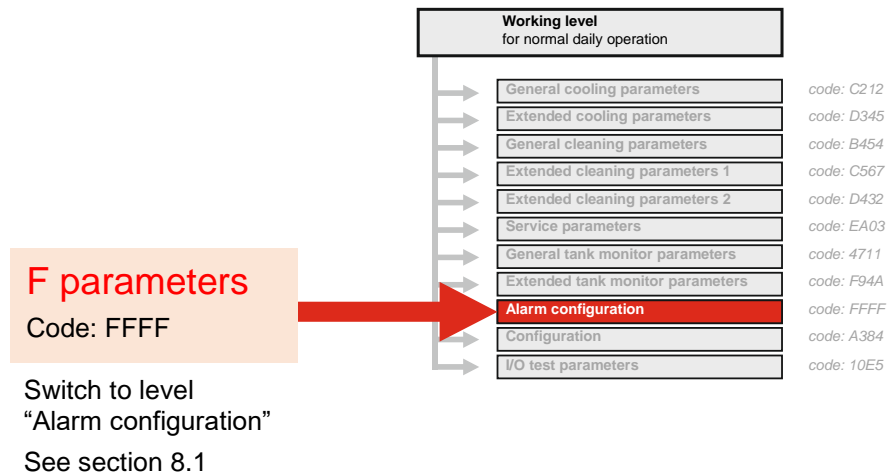 Working level
for normal daily operation
General cooling parameters code: C212
Extended cooling parameters code: D345
General cleaning parameters code: B454
Extended cleaning parameters 1 code: C567
Extended cleaning parameters 2 code: D432
Service parameters code: EA03
General tank monitor parameters code: 4711
Extended tank monitor parameters code: F94A
Alarm configuration code: FFFF
Configuration code: A384
I/O test parameters code: 10E5
F parameters
Code: FFFF
Switch to level
“Alarm configuration”
See section 8.1